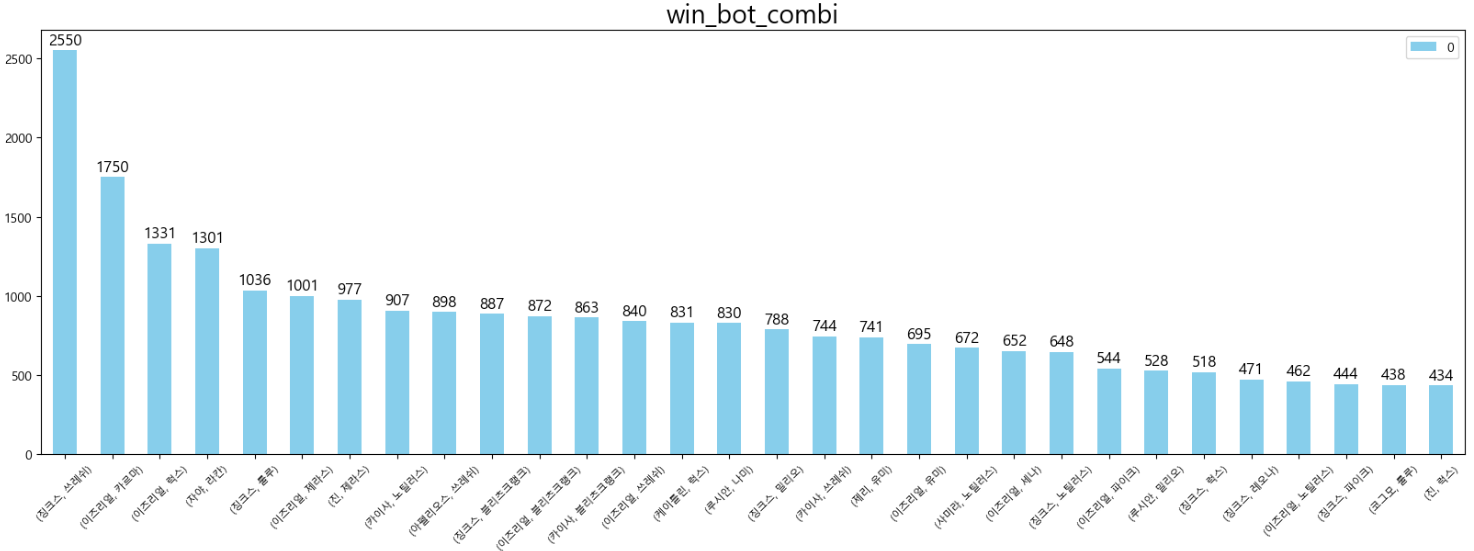 win_bot_combi
0
2500
2000
1500
1000
500
0
2550
1750
1331
1301
1036
1001
977
907
898
887
872
863
840
831
830
788
744
741
695
672
652
648
544
528
518
471
462
444
438
434
(징크스, 쓰레쉬)
(이즈리얼, 카르마)
(이즈리얼, 럭스)
(자야, 라칸)
(징크스, 룰루)
(이즈리얼, 제라스)
(진, 제라스)
(카이사, 노틸러스)
(아펠리오스, 쓰레쉬)
(징크스, 블리츠크랭크)
(이즈리얼, 블리츠크랭크)
(카이사, 블리츠크랭크)
(이즈리얼, 쓰레쉬)
(케이틀린, 럭스)
(루시안, 나미)
(징크스, 밀리오)
(카이사, 쓰레쉬)
(제리, 유미)
(이즈리얼, 유미)
(사미라, 노틸러스)
(이즈리얼, 세나)
(징크스, 노틸러스)
(이즈리얼, 파이크)
(루시안, 밀리오)
(징크스, 럭스)
(징크스, 레오나)
(이즈리얼, 노틸러스)
(징크스, 파이크)
(코그모, 룰루)
(진, 럭스)